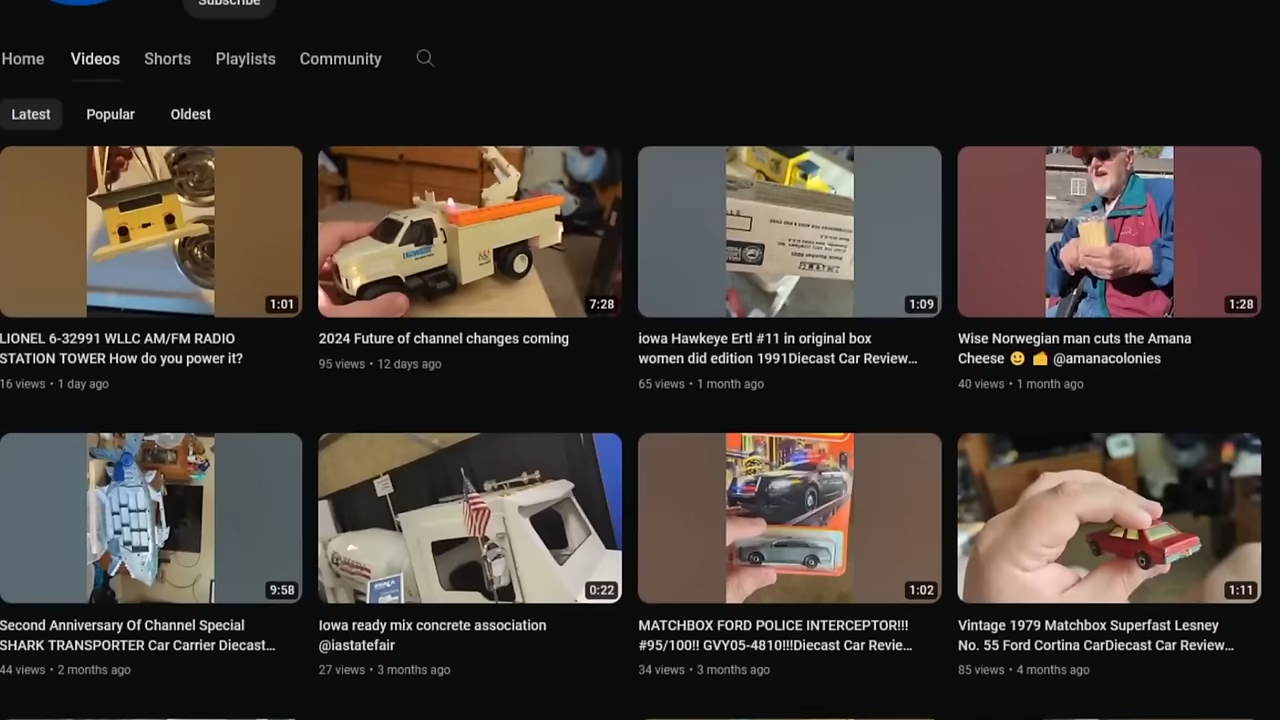 Subscribe
Home Videos Shorts Playlists Community
Latest Popular Oldest
1:01
7:28
1:09
1:28
LIONEL 6-32991 WLLC AM/FM RADIO
STATION TOWER How do you power it?
16 views • 1 day ago
2024 Future of channel changes coming
95 views • 12 days ago
iowa Hawkeye Ertl #11 in original box
women did edition 1991Diecast Car Review...
65 views • 1 month ago
Wise Norwegian man cuts the Amana
Cheese 😀 🧀 @amanacolonies
40 views • 1 month ago
9:58
0:22
1:02
1:11
Second Anniversary Of Channel Special
SHARK TRANSPORTER Car Carrier Diecast...
44 views • 2 months ago
Iowa ready mix concrete association
@iastatefair
27 views • 3 months ago
MATCHBOX FORD POLICE INTERCEPTOR!!!
#95/100!! GVY05-4810!!!Diecast Car Revie...
34 views • 3 months ago
Vintage 1979 Matchbox Superfast Lesney
No. 55 Ford Cortina CarDiecast Car Review...
85 views • 4 months ago